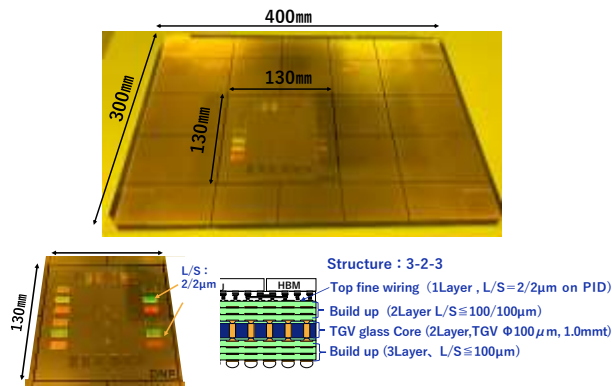 400㎜
300㎜
130㎜
130㎜
130㎜
L/S：
2/2μm
DNP
HBM
Structure：3-2-3
Top fine wiring（1Layer , L/S=2/2μm on PID）
Build up（2Layer L/S≦100/100μm）
TGV glass Core（2Layer,TGV Φ100μm, 1.0mmt）
Build up（3Layer、L/S≦100μm）